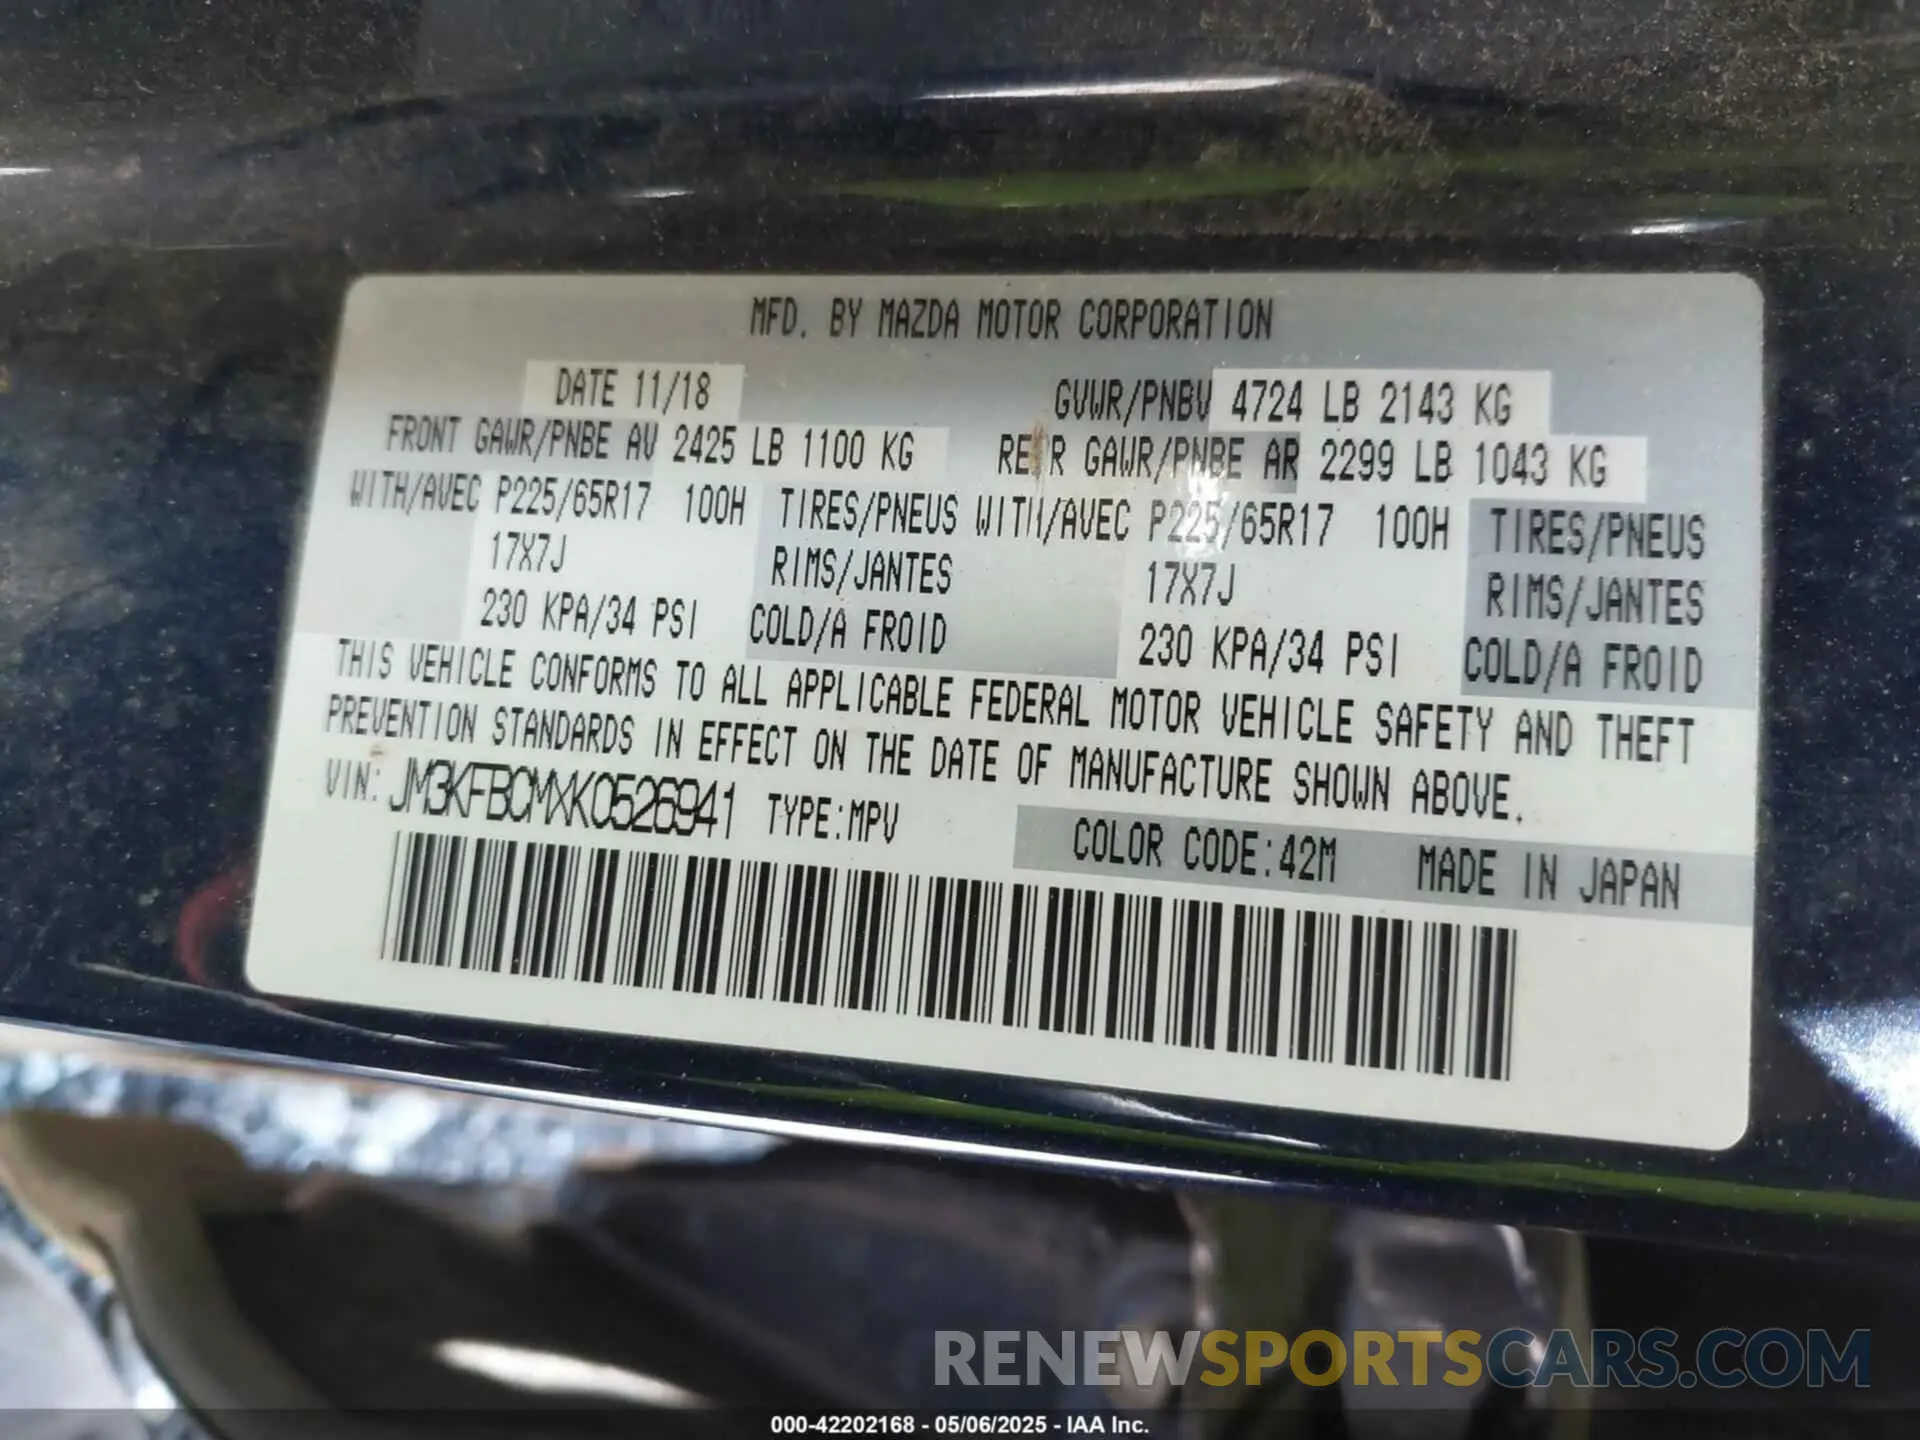 MFD. BY MAZDA MOTOR CORPORATION
DATE 11/18 GVWR/PNBV 4724 LB 2143 KG
FRONT GAWR/PNBE AV 2425 LB 1100 KG REAR GAWR/PNBE AR 2299 LB 1043 KG
WITH/AVEC P225/65R17 100H TIRES/PNEUS WITH/AVEC P225/65R17 100H TIRES/PNEUS
17X7J RIMS/JANTES 17X7J RIMS/JANTES
230 KPA/34 PSI COLD/A FROID 230 KPA/34 PSI COLD/A FROID
THIS VEHICLE CONFORMS TO ALL APPLICABLE FEDERAL MOTOR VEHICLE SAFETY AND THEFT
PREVENTION STANDARDS IN EFFECT ON THE DATE OF MANUFACTURE SHOWN ABOVE.
VIN: JM3KFBCMXK0526941 TYPE:MPV
COLOR CODE:42M MADE IN JAPAN
RENEWSPORTSCARS.COM
000-42202168 - 05/06/2025 - IAA Inc.